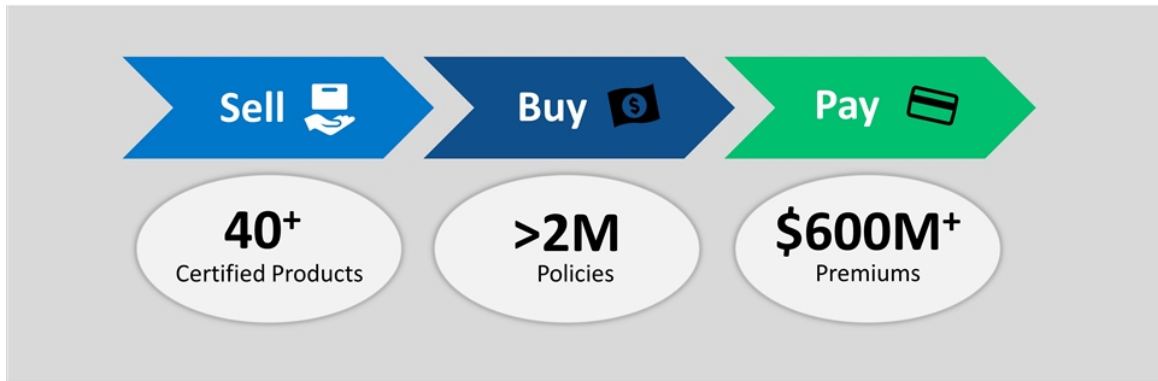 Sell
Buy
Pay
40+
Certified Products
>2M
Policies
$600M+
Premiums